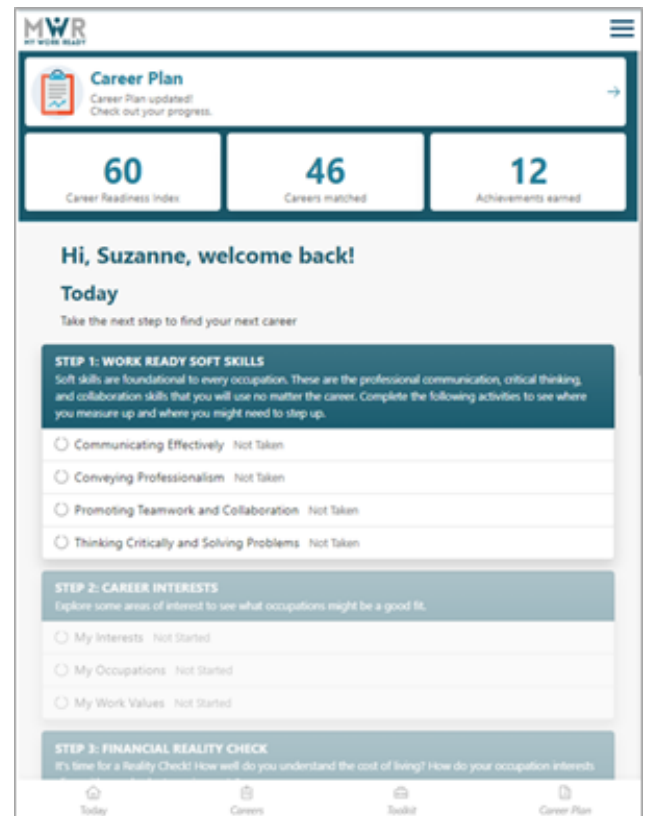 MWR
MY WORK READY
Career Plan
Career Plan updated!
Check out your progress.
60
Career Readiness Index
46
Careers matched
12
Achievements earned
Hi, Suzanne, welcome back!
Today
Take the next step to find your next career
STEP 1: WORK READY SOFT SKILLS
Soft skills are foundational to every occupation. These are the professional communication, critical thinking,
and collaboration skills that you will use no matter the career. Complete the following activities to see where
you measure up and where you might need to step up.
Communicating Effectively Not Taken
Conveying Professionalism Not Taken
Promoting Teamwork and Collaboration Not Taken
Thinking Critically and Solving Problems Not Taken
STEP 2: CAREER INTERESTS
Explore some areas of interest to see what occupations might be a good fit.
My Interests Not Started
My Occupations Not Started
My Work Values Not Started
STEP 3: FINANCIAL REALITY CHECK
It's time for a Reality Check! How well do you understand the cost of living? How do your occupation interests
Today
Careers
Toolkit
Career Plan